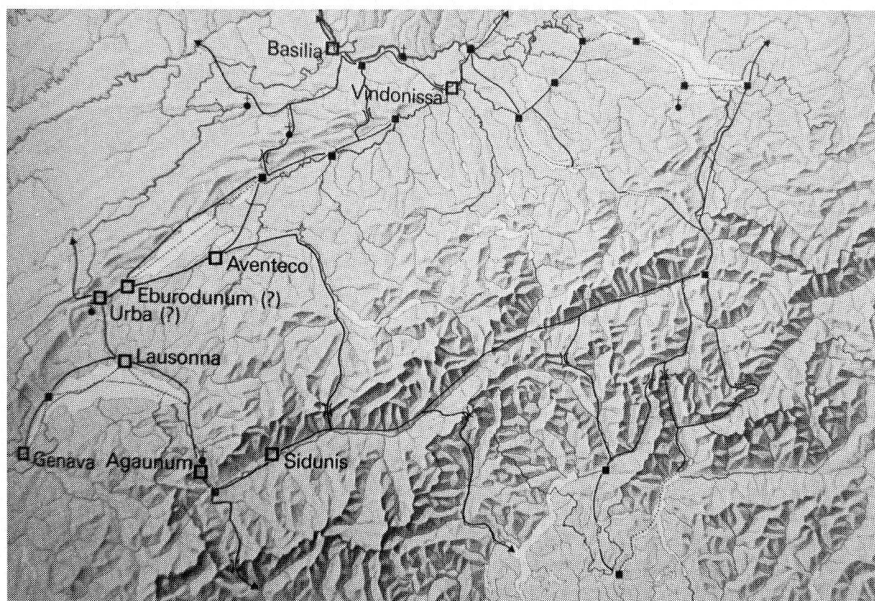 Basilia
Vindonissa
Aventeco
Eburodunum (?)
Urba (?)
Lausonna
Genava
Agaunum
Sidunis